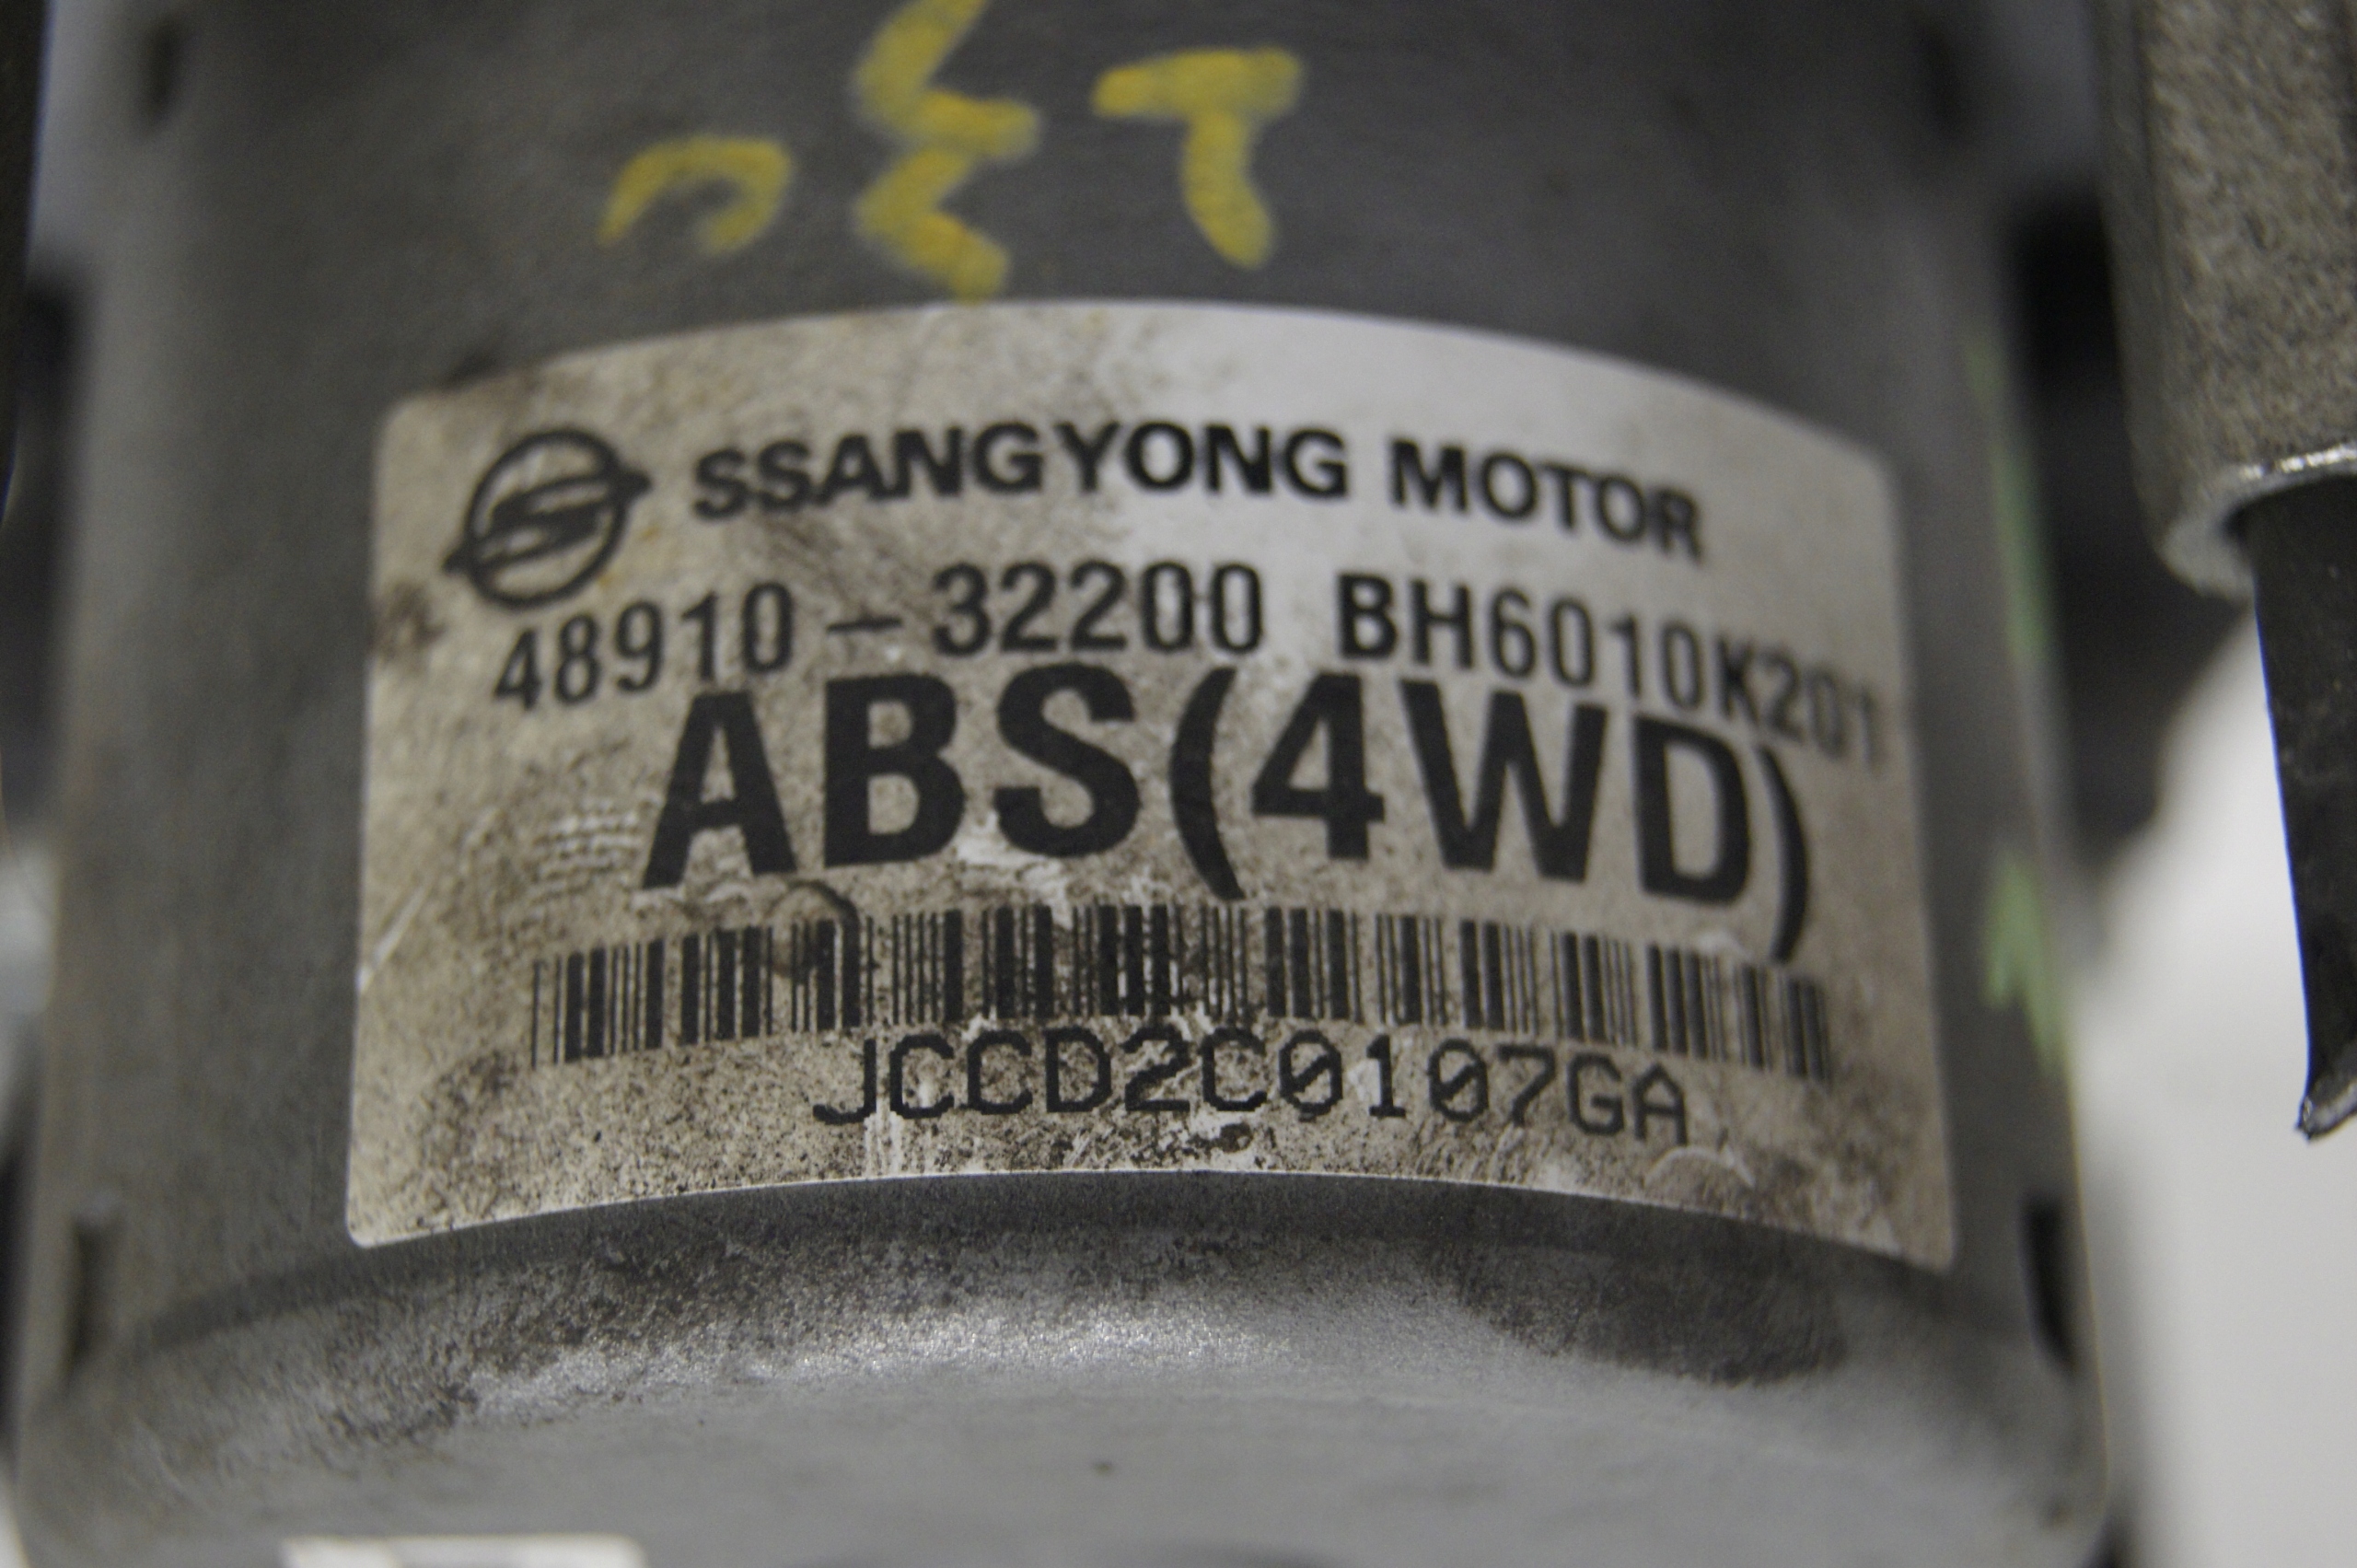 SSANGYONG MOTOR
48910-32200 BH6010K201
ABS(4WD)
JCCD2C0107GA